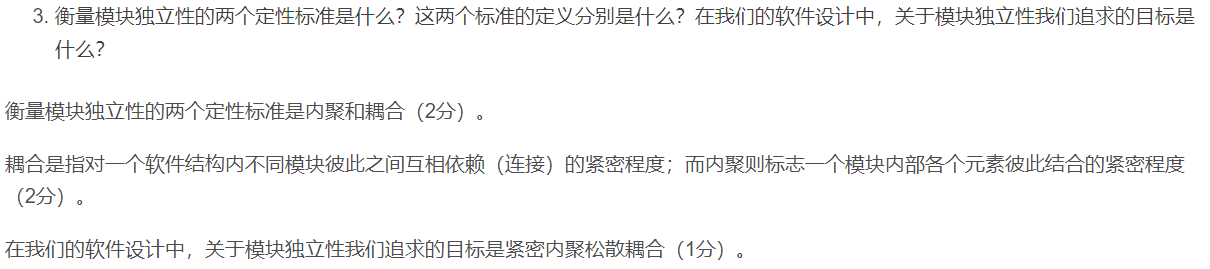 3. 衡量模块独立性的两个定性标准是什么？这两个标准的定义分别是什么？在我们的软件设计中，关于模块独立性我们追求的目标是
什么？
衡量模块独立性的两个定性标准是内聚和耦合（2分）。
耦合是指对一个软件结构内不同模块彼此之间互相依赖（连接）的紧密程度；而内聚则标志一个模块内部各个元素彼此结合的紧密程度
（2分）。
在我们的软件设计中，关于模块独立性我们追求的目标是紧密内聚松散耦合（1分）。